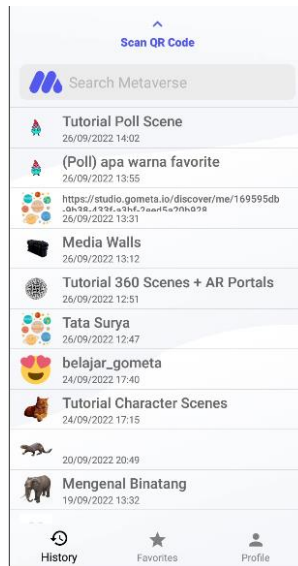 Scan QR Code
Search Metaverse
Tutorial Poll Scene
26/09/2022 14:02
(Poll) apa warna favorite
26/09/2022 13:55
https://studio.gometa.io/discover/me/169595db
-9b38-433f-a3bf-2eed5a20b928
26/09/2022 13:31
Media Walls
26/09/2022 13:12
Tutorial 360 Scenes + AR Portals
26/09/2022 12:51
Tata Surya
26/09/2022 12:47
belajar_gometa
24/09/2022 17:40
Tutorial Character Scenes
24/09/2022 17:15
20/09/2022 20:49
Mengenal Binatang
19/09/2022 13:32
History
Favorites
Profile